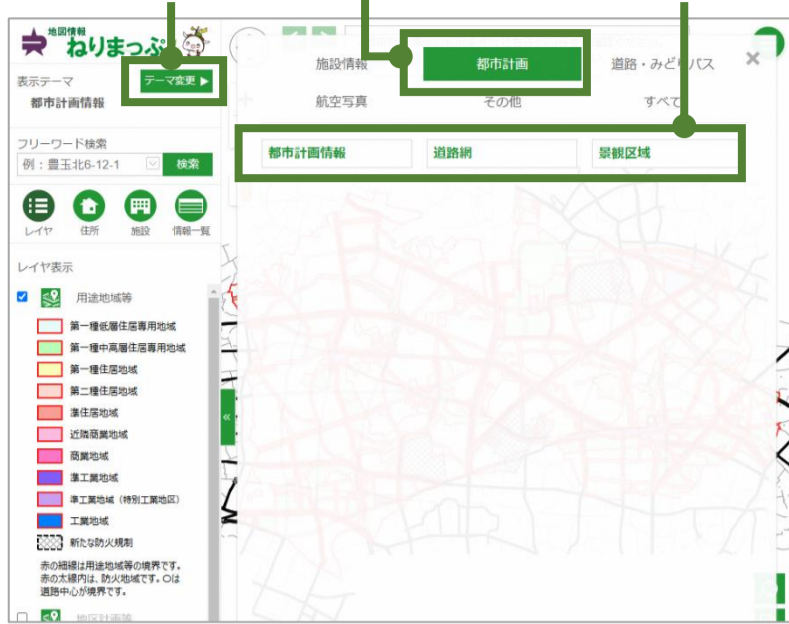 地図情報
ねりまっぷ
表示テーマ
テーマ変更 ▶
都市計画情報
フリーワード検索
例：豊玉北6-12-1
検索
レイヤ
住所
施設
情報一覧
レイヤ表示
用途地域等
第一種低層住居専用地域
第一種中高層住居専用地域
第一種住居地域
第二種住居地域
準住居地域
近隣商業地域
商業地域
準工業地域
準工業地域（特別工業地区）
工業地域
新たな防火規制
赤の細線は用途地域等の境界です。
赤の太線内は、防火地域です。〇は
道路中心が境界です。
地区計画等
施設情報
都市計画
道路・みどりバス
×
航空写真
その他
すべて
都市計画情報
道路網
景観区域
«